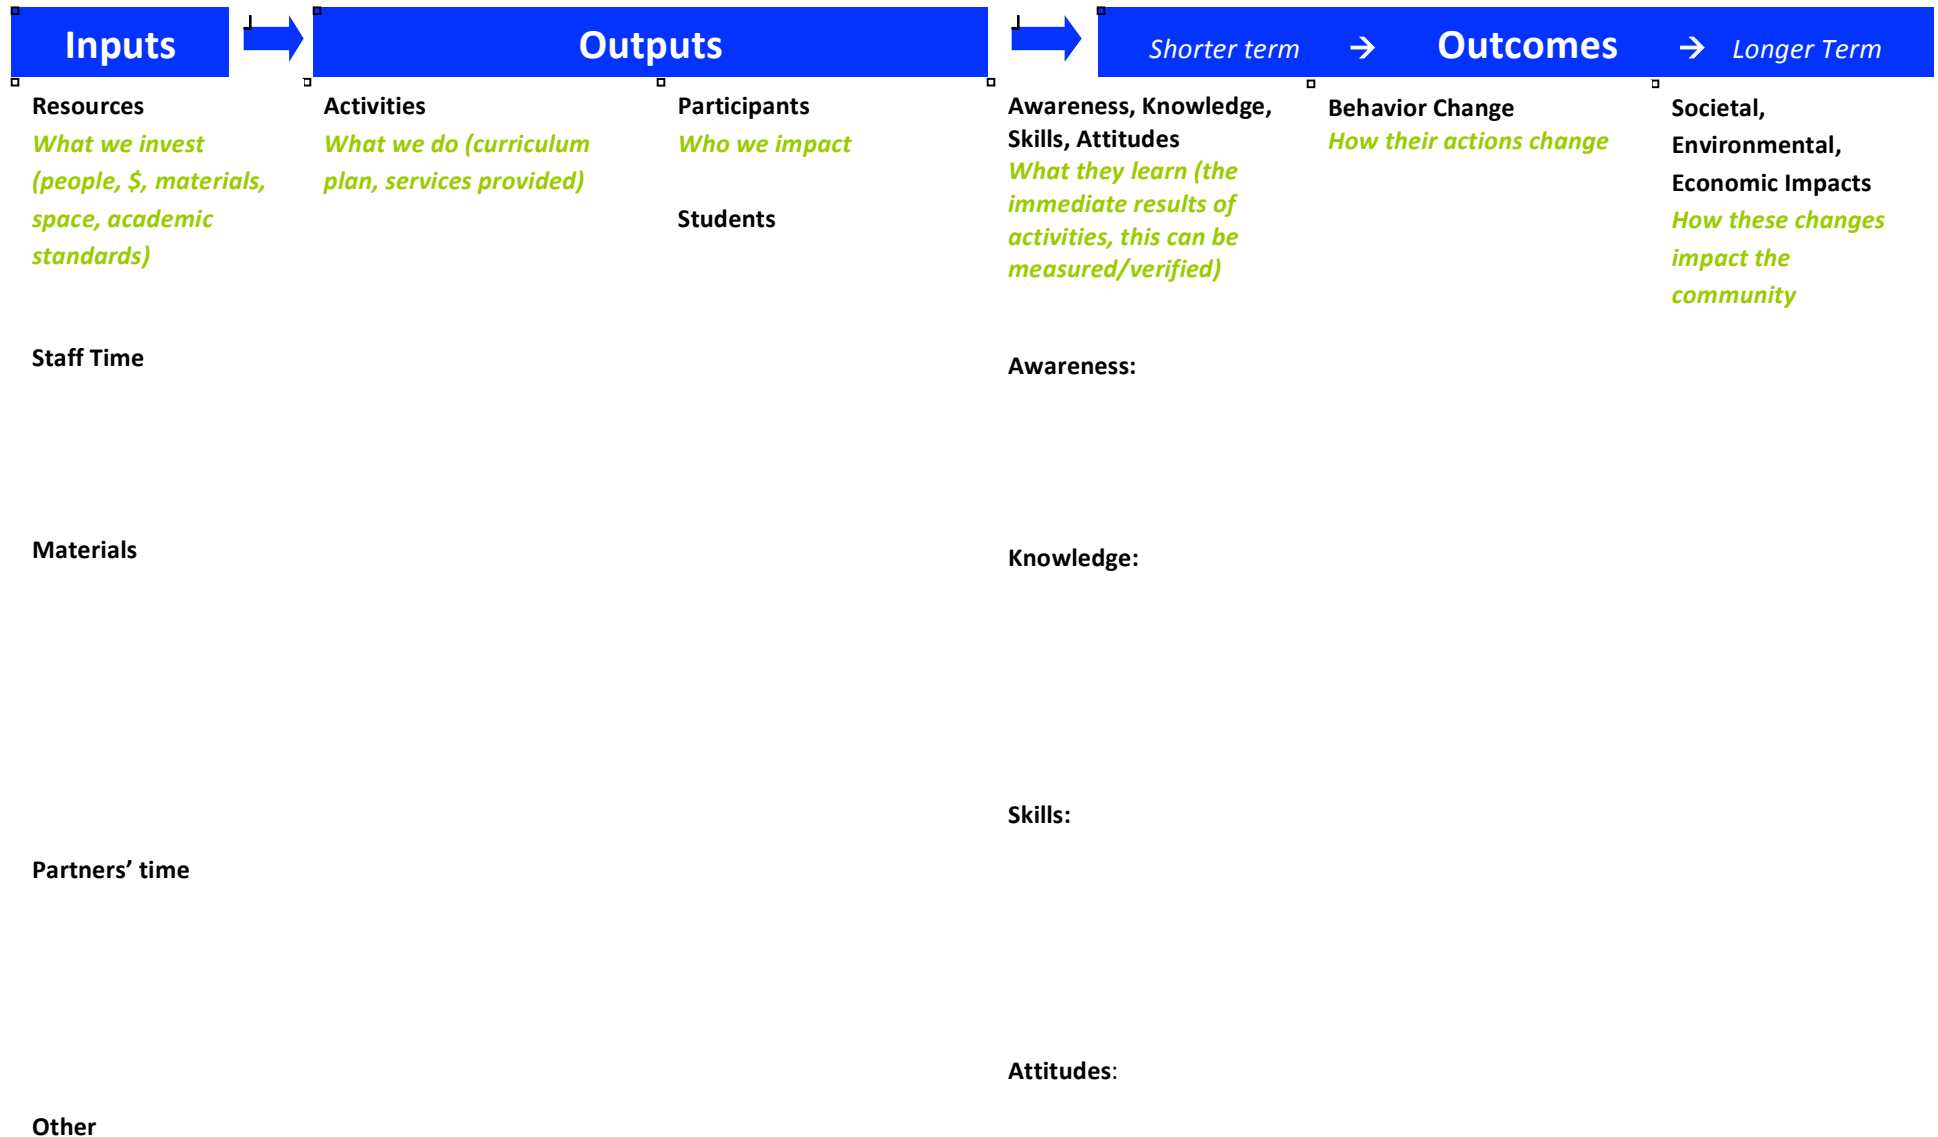 Inputs
Outputs
Shorter term → Outcomes → Longer Term
Resources
What we invest
(people, $, materials,
space, academic
standards)
Staff Time
Materials
Partners’ time
Other
Activities
What we do (curriculum
plan, services provided)
Participants
Who we impact
Students
Awareness, Knowledge,
Skills, Attitudes
What they learn (the
immediate results of
activities, this can be
measured/verified)
Awareness:
Knowledge:
Skills:
Attitudes:
Behavior Change
How their actions change
Societal,
Environmental,
Economic Impacts
How these changes
impact the
community